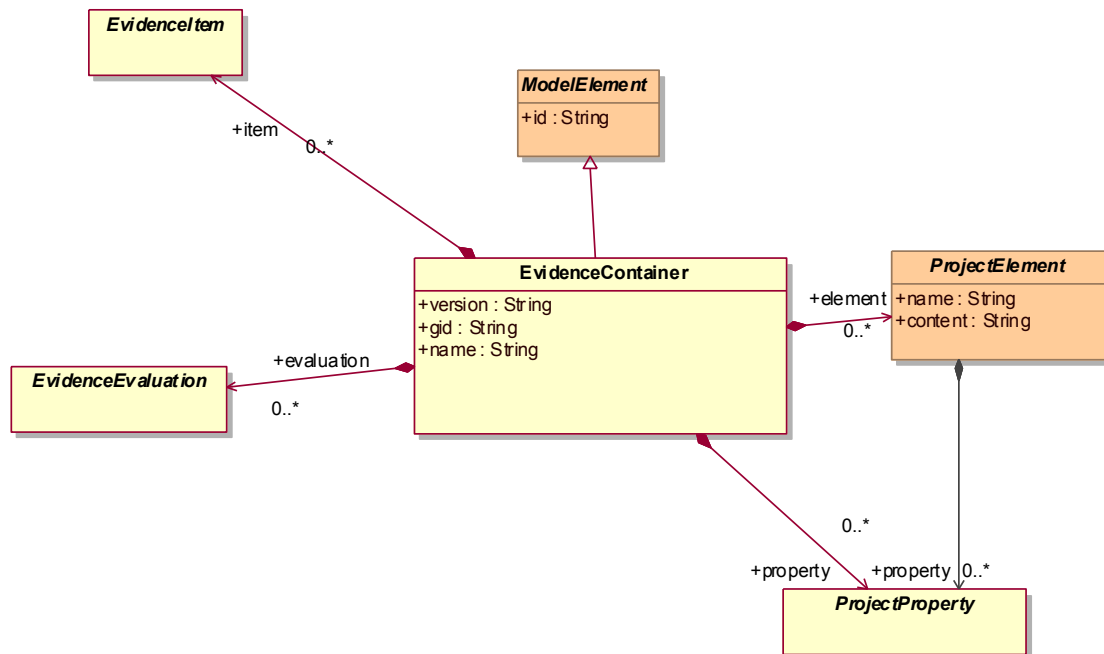 EvidenceItem
+item
0..*
ModelElement
+id : String
EvidenceContainer
+version : String
+gid : String
+name : String
+element
0..*
ProjectElement
+name : String
+content : String
+evaluation
0..*
EvidenceEvaluation
0..*
+property
+property
0..*
ProjectProperty